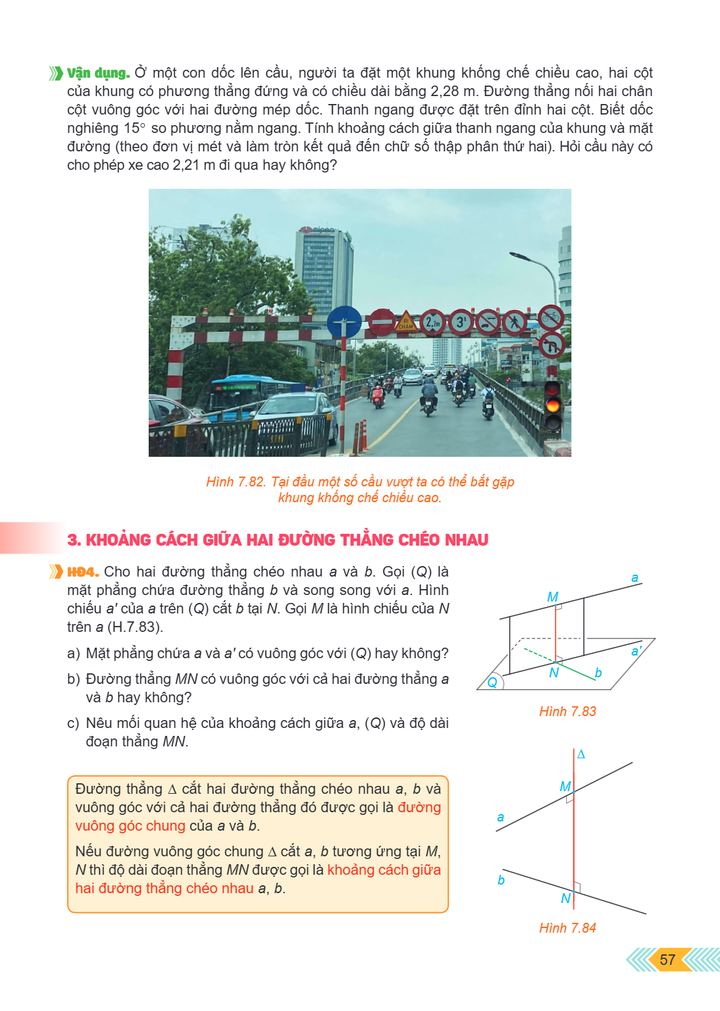 Vận dụng. Ở một con dốc lên cầu, người ta đặt một khung khống chế chiều cao, hai cột
của khung có phương thẳng đứng và có chiều dài bằng 2,28 m. Đường thẳng nối hai chân
cột vuông góc với hai đường mép dốc. Thanh ngang được đặt trên đỉnh hai cột. Biết dốc
nghiêng 15° so phương nằm ngang. Tính khoảng cách giữa thanh ngang của khung và mặt
đường (theo đơn vị mét và làm tròn kết quả đến chữ số thập phân thứ hai). Hỏi cầu này có
cho phép xe cao 2,21 m đi qua hay không?
Hình 7.82. Tại đầu một số cầu vượt ta có thể bắt gặp
khung khống chế chiều cao.
3. KHOẢNG CÁCH GIỮA HAI ĐƯỜNG THẲNG CHÉO NHAU
HĐ4. Cho hai đường thẳng chéo nhau a và b. Gọi (Q) là
mặt phẳng chứa đường thẳng b và song song với a. Hình
chiếu a' của a trên (Q) cắt b tại N. Gọi M là hình chiếu của N
trên a (H.7.83).
a) Mặt phẳng chứa a và a' có vuông góc với (Q) hay không?
b) Đường thẳng MN có vuông góc với cả hai đường thẳng a
và b hay không?
c) Nêu mối quan hệ của khoảng cách giữa a, (Q) và độ dài
đoạn thẳng MN.
a
M
a'
N
b
Q
Hình 7.83
Đường thẳng Δ cắt hai đường thẳng chéo nhau a, b và
vuông góc với cả hai đường thẳng đó được gọi là đường
vuông góc chung của a và b.
Nếu đường vuông góc chung Δ cắt a, b tương ứng tại M,
N thì độ dài đoạn thẳng MN được gọi là khoảng cách giữa
hai đường thẳng chéo nhau a, b.
Δ
M
a
b
N
Hình 7.84
57